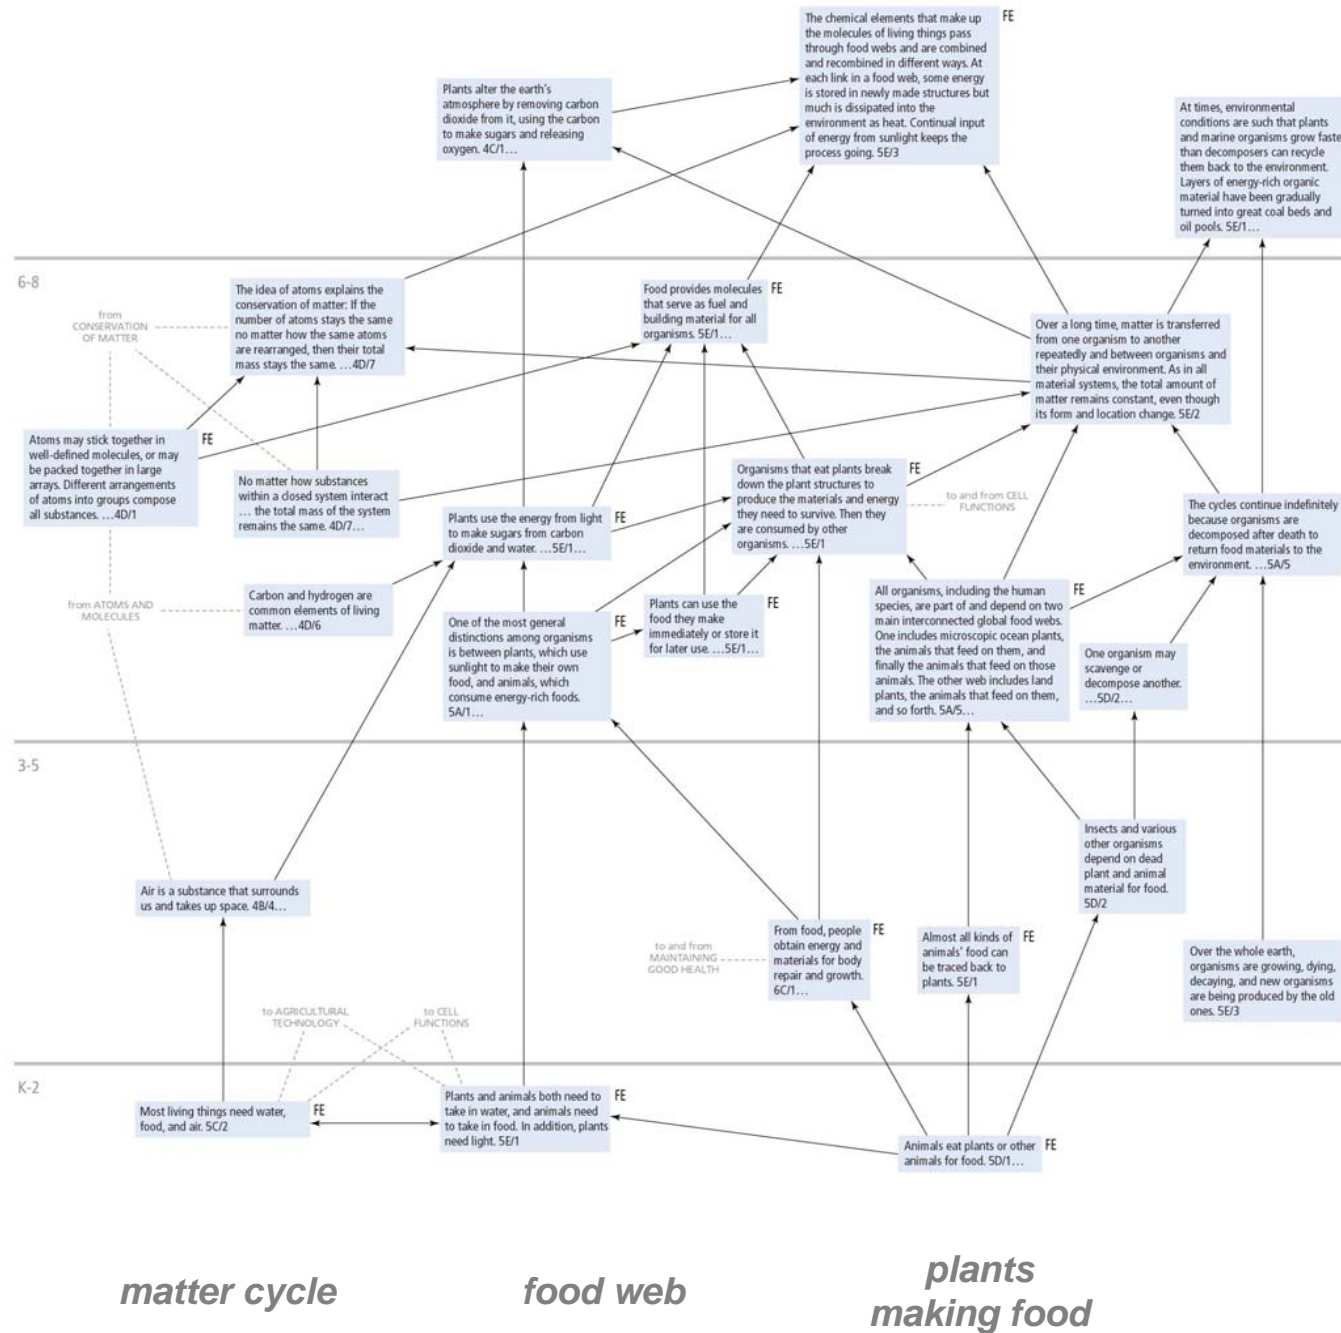 The chemical elements that make up
the molecules of living things pass
through food webs and are combined
and recombined in different ways. At
each link in a food web, some energy
is stored in newly made structures but
much is dissipated into the
environment as heat. Continual input
of energy from sunlight keeps the
process going. 5E/3
FE
Plants alter the earth's
atmosphere by removing carbon
dioxide from it, using the carbon
to make sugars and releasing
oxygen. 4C/1...
At times, environmental
conditions are such that plants
and marine organisms grow faste
than decomposers can recycle
them back to the environment.
Layers of energy-rich organic
material have been gradually
turned into great coal beds and
oil pools. 5E/1...
6-8
from
CONSERVATION
OF MATTER
The idea of atoms explains the
conservation of matter: If the
number of atoms stays the same
no matter how the same atoms
are rearranged, then their total
mass stays the same. ...4D/7
Food provides molecules
that serve as fuel and
building material for all
organisms. 5E/1...
FE
Over a long time, matter is transferred
from one organism to another
repeatedly and between organisms and
their physical environment. As in all
material systems, the total amount of
matter remains constant, even though
its form and location change. 5E/2
Atoms may stick together in
well-defined molecules, or may
be packed together in large
arrays. Different arrangements
of atoms into groups compose
all substances. ...4D/1
FE
No matter how substances
within a closed system interact
... the total mass of the system
remains the same. 4D/7...
Plants use the energy from light
to make sugars from carbon
dioxide and water. ...5E/1...
FE
Organisms that eat plants break
down the plant structures to
produce the materials and energy
they need to survive. Then they
are consumed by other
organisms. ...5E/1
FE
to and from CELL
FUNCTIONS
The cycles continue indefinitely
because organisms are
decomposed after death to
return food materials to the
environment. ...5A/5
from ATOMS AND
MOLECULES
Carbon and hydrogen are
common elements of living
matter. ...4D/6
One of the most general
distinctions among organisms
is between plants, which use
sunlight to make their own
food, and animals, which
consume energy-rich foods.
5A/1...
FE
Plants can use the
food they make
immediately or store it
for later use. ...5E/1...
FE
All organisms, including the human
species, are part of and depend on two
main interconnected global food webs.
One includes microscopic ocean plants,
the animals that feed on them, and
finally the animals that feed on those
animals. The other web includes land
plants, the animals that feed on them,
and so forth. 5A/5...
FE
One organism may
scavenge or
decompose another.
...5D/2...
3-5
Air is a substance that surrounds
us and takes up space. 4B/4...
to and from
MAINTAINING
GOOD HEALTH
From food, people
obtain energy and
materials for body
repair and growth.
6C/1...
FE
Almost all kinds of
animals' food can
be traced back to
plants. 5E/1
FE
Insects and various
other organisms
depend on dead
plant and animal
material for food.
5D/2
Over the whole earth,
organisms are growing, dying,
decaying, and new organisms
are being produced by the old
ones. 5E/3
to AGRICULTURAL
TECHNOLOGY
to CELL
FUNCTIONS
K-2
Most living things need water,
food, and air. 5C/2
FE
Plants and animals both need to
take in water, and animals need
to take in food. In addition, plants
need light. 5E/1
FE
Animals eat plants or other
animals for food. 5D/1...
FE
matter cycle
food web
plants
making food